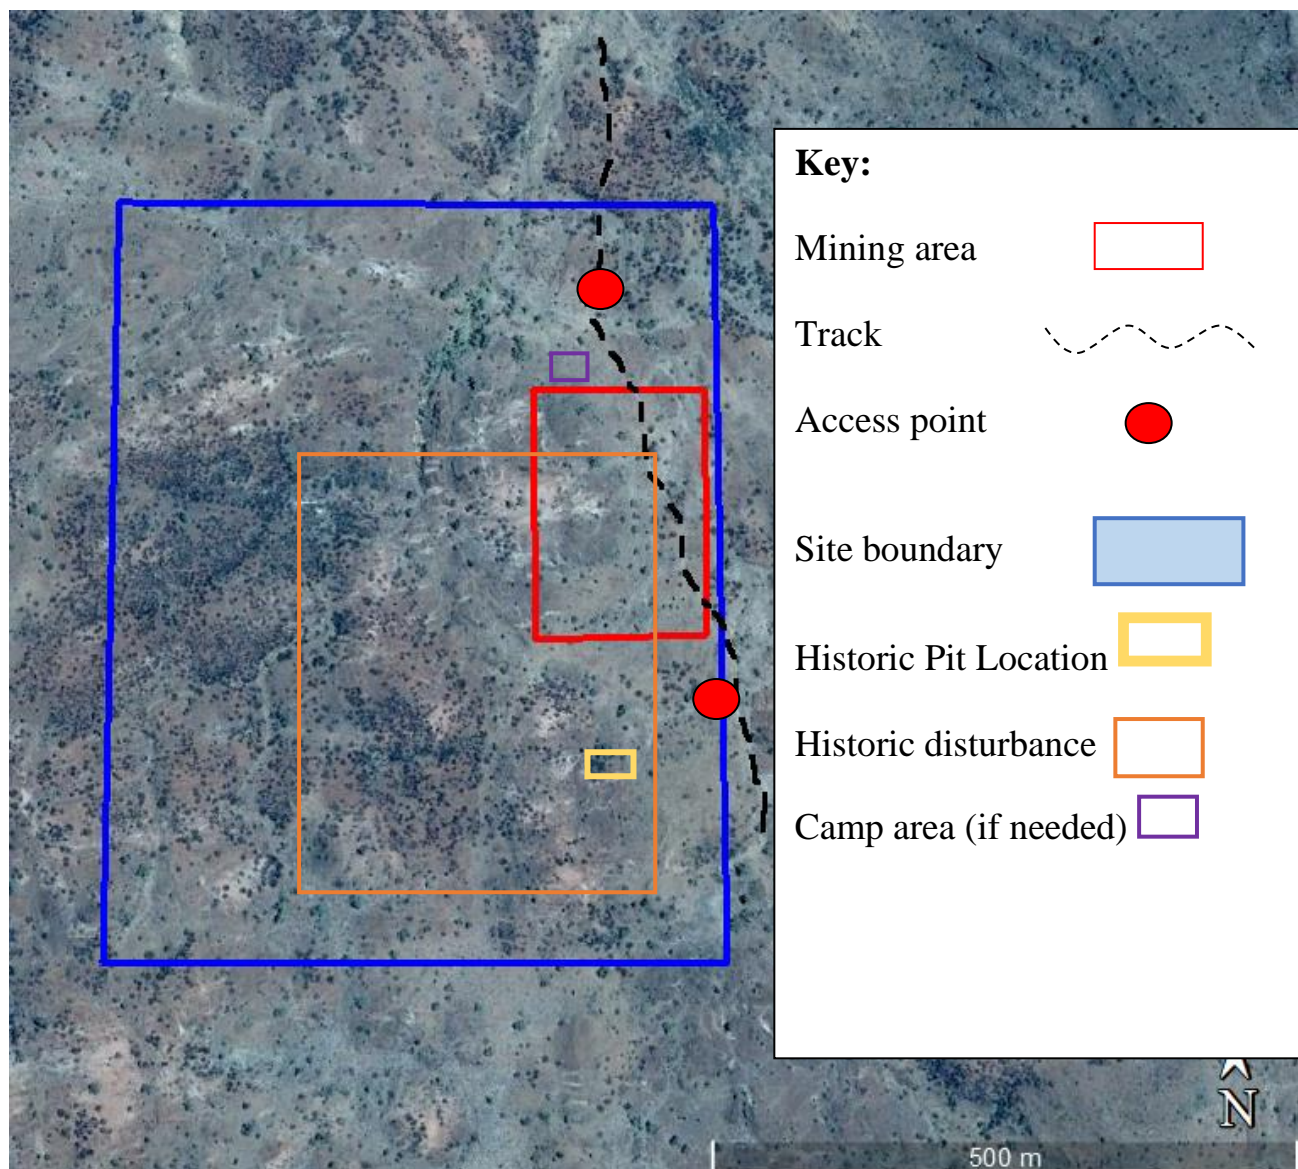 Key:
Mining area
Track
Access point
Site boundary
Historic Pit Location
Historic disturbance
Camp area (if needed)
N
500 m